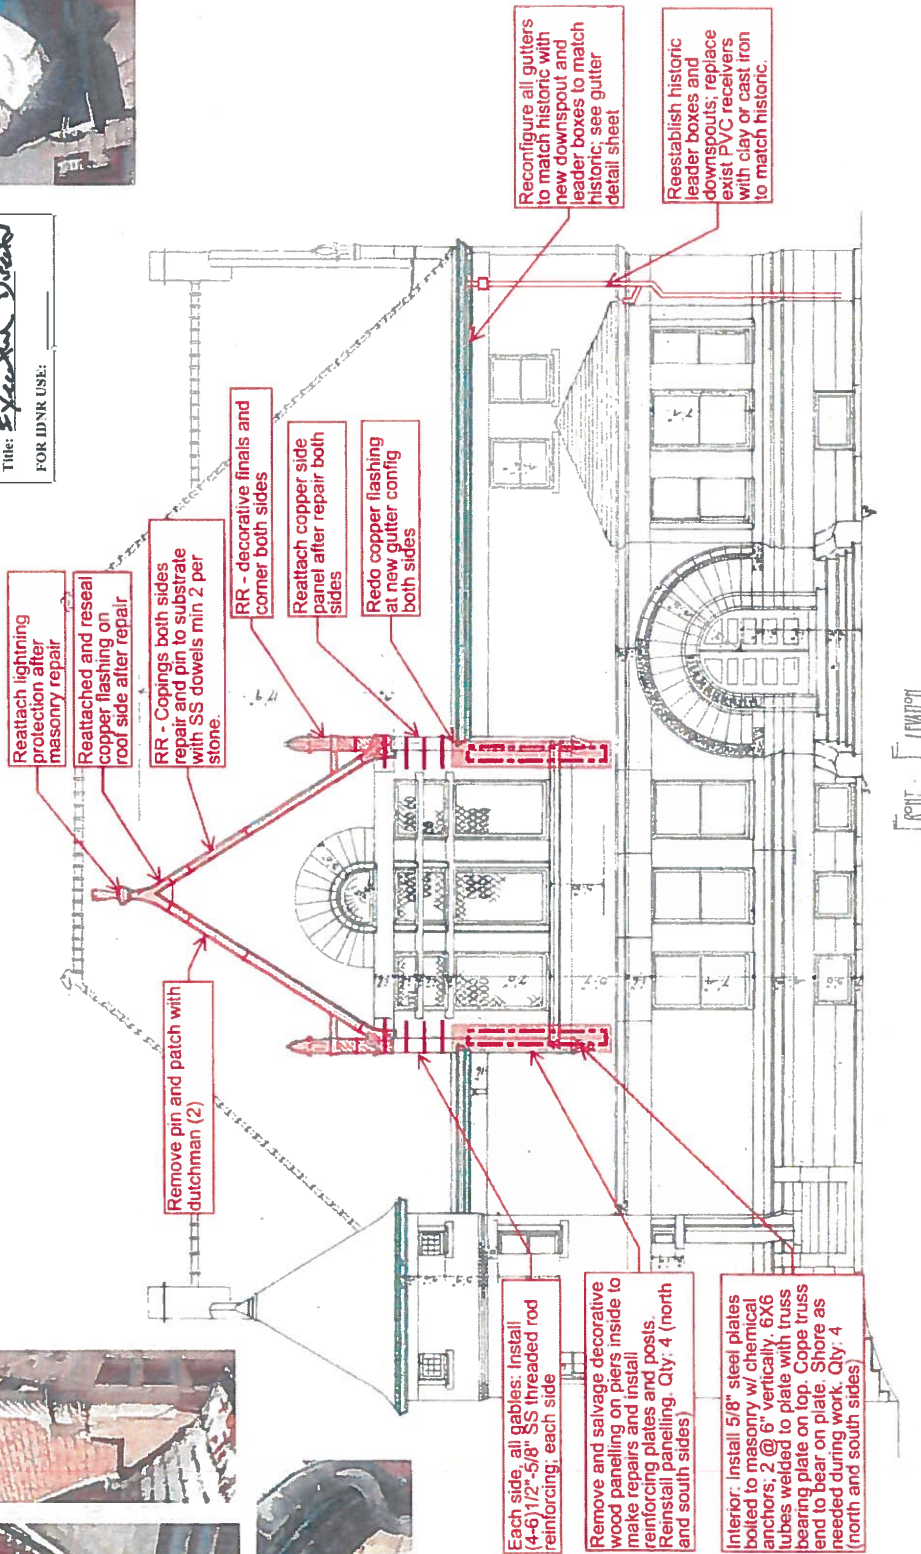 Title: Executive Director
FOR IDNR USE:
Reattach lighting
protection after
masonry repair
Reattached and reseal
copper flashing on
roof side after repair
RR - Copings both sides
repair and pin to substrate
with SS dowels min 2 per
stone.
RR - decorative finals and
corner both sides
Reattach copper side
panel after repair both
sides
Redo copper flashing
at new gutter config
both sides
Reconfigure all gutters
to match historic with
new downspout and
leader boxes to match
historic; see gutter
detail sheet
Reestablish historic
leader boxes and
downspouts; replace
exist PVC receivers
with clay or cast iron
to match historic.
Remove pin and patch with
dutchman (2)
Each side, all gables: Install
(4-6)1/2"-5/8" SS threaded rod
reinforcing; each side
Remove and salvage decorative
wood panelling on piers inside to
make repairs and install
reinforcing plates and posts.
Reinstall panelling. Qty: 4 (north
and south sides)
Interior: Install 5/8" steel plates
bolted to masonry w/ chemical
anchors; 2 @ 6" vertically. 6X6
tubes welded to plate with truss
bearing plate on top. Cope truss
end to bear on plate. Shore as
needed during work. Qty: 4
(north and south sides)
FRONT ELEVATION